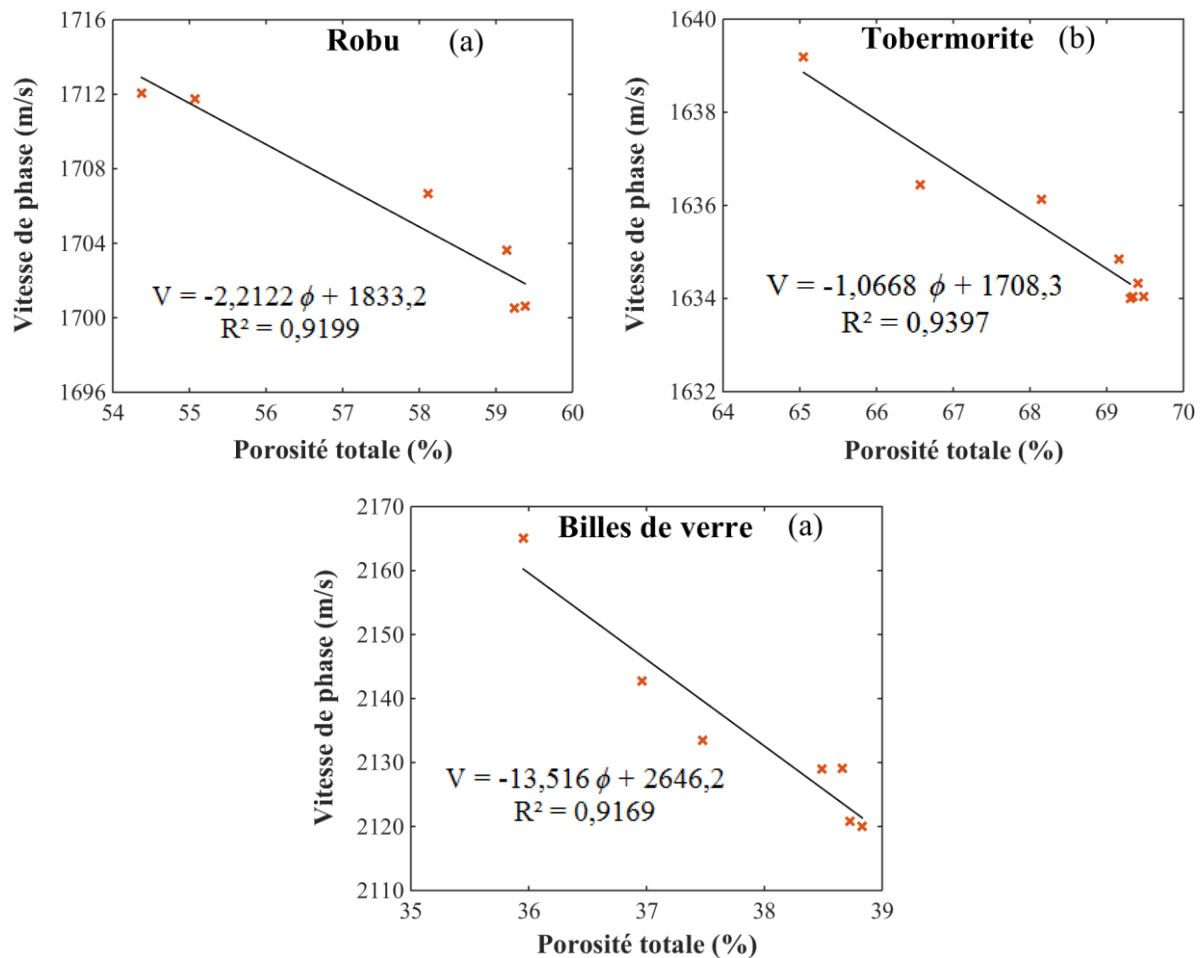 Robu (a)
Vitesse de phase (m/s)
1716
1712
1708
1704
1700
1696
V = -2,2122 ϕ + 1833,2
R² = 0,9199
54 55 56 57 58 59 60
Porosité totale (%)
Tobermorite (b)
Vitesse de phase (m/s)
1640
1638
1636
1634
1632
V = -1,0668 ϕ + 1708,3
R² = 0,9397
64 65 66 67 68 69 70
Porosité totale (%)
Billes de verre (a)
Vitesse de phase (m/s)
2170
2160
2150
2140
2130
2120
2110
V = -13,516 ϕ + 2646,2
R² = 0,9169
35 36 37 38 39
Porosité totale (%)